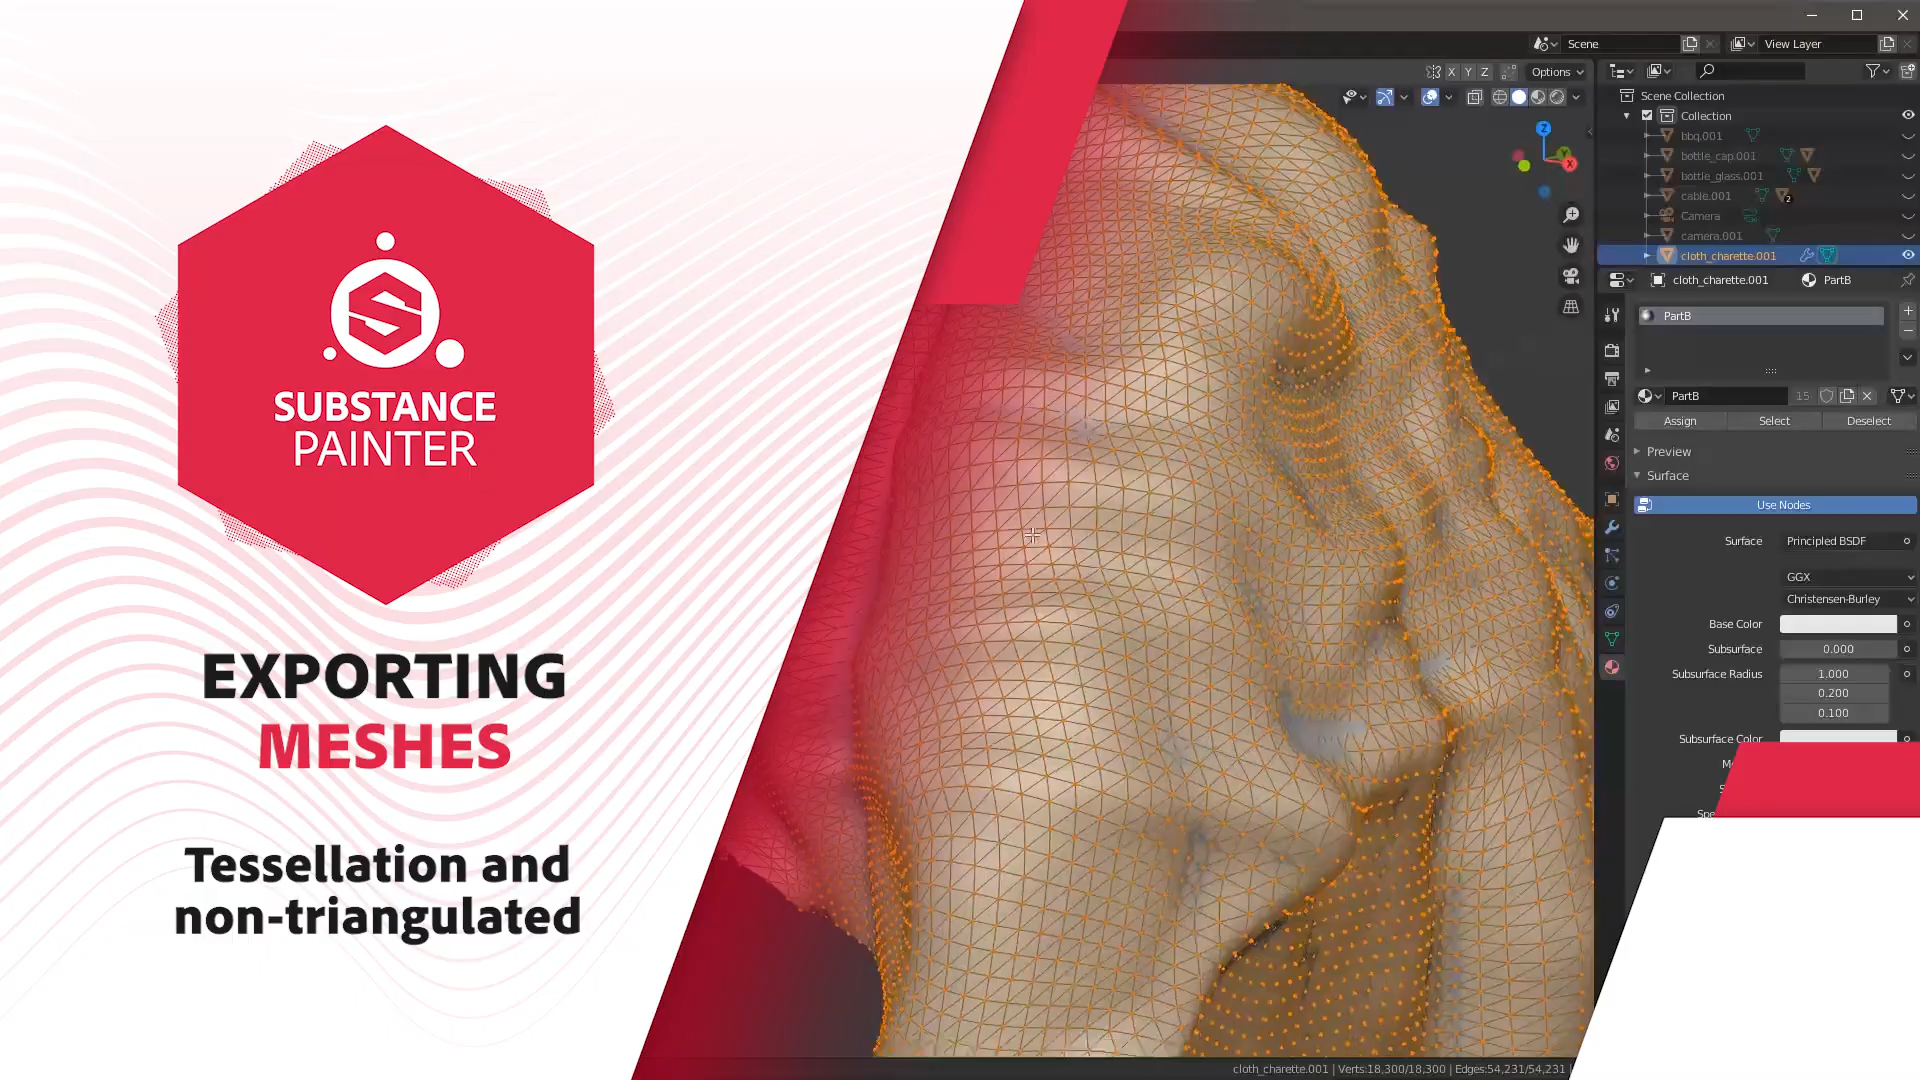 SUBSTANCE
PAINTER
EXPORTING
MESHES
Tessellation and
non-triangulated
Scene
View Layer
X Y Z
Options
Scene Collection
Collection
bbq.001
bottle_cap.001
bottle_glass.001
cable.001
2
Camera
camera.001
cloth_charette.001
Z
Y
X
cloth_charette.001
PartB
PartB
PartB
15
Assign
Select
Deselect
Preview
Surface
Use Nodes
Surface
Principled BSDF
GGX
Christensen-Burley
Base Color
Subsurface
0.000
Subsurface Radius
1.000
0.200
0.100
Subsurface Color
Spe
cloth_charette.001 | Verts:18,300/18,300 | Edges:54,231/54,231 |